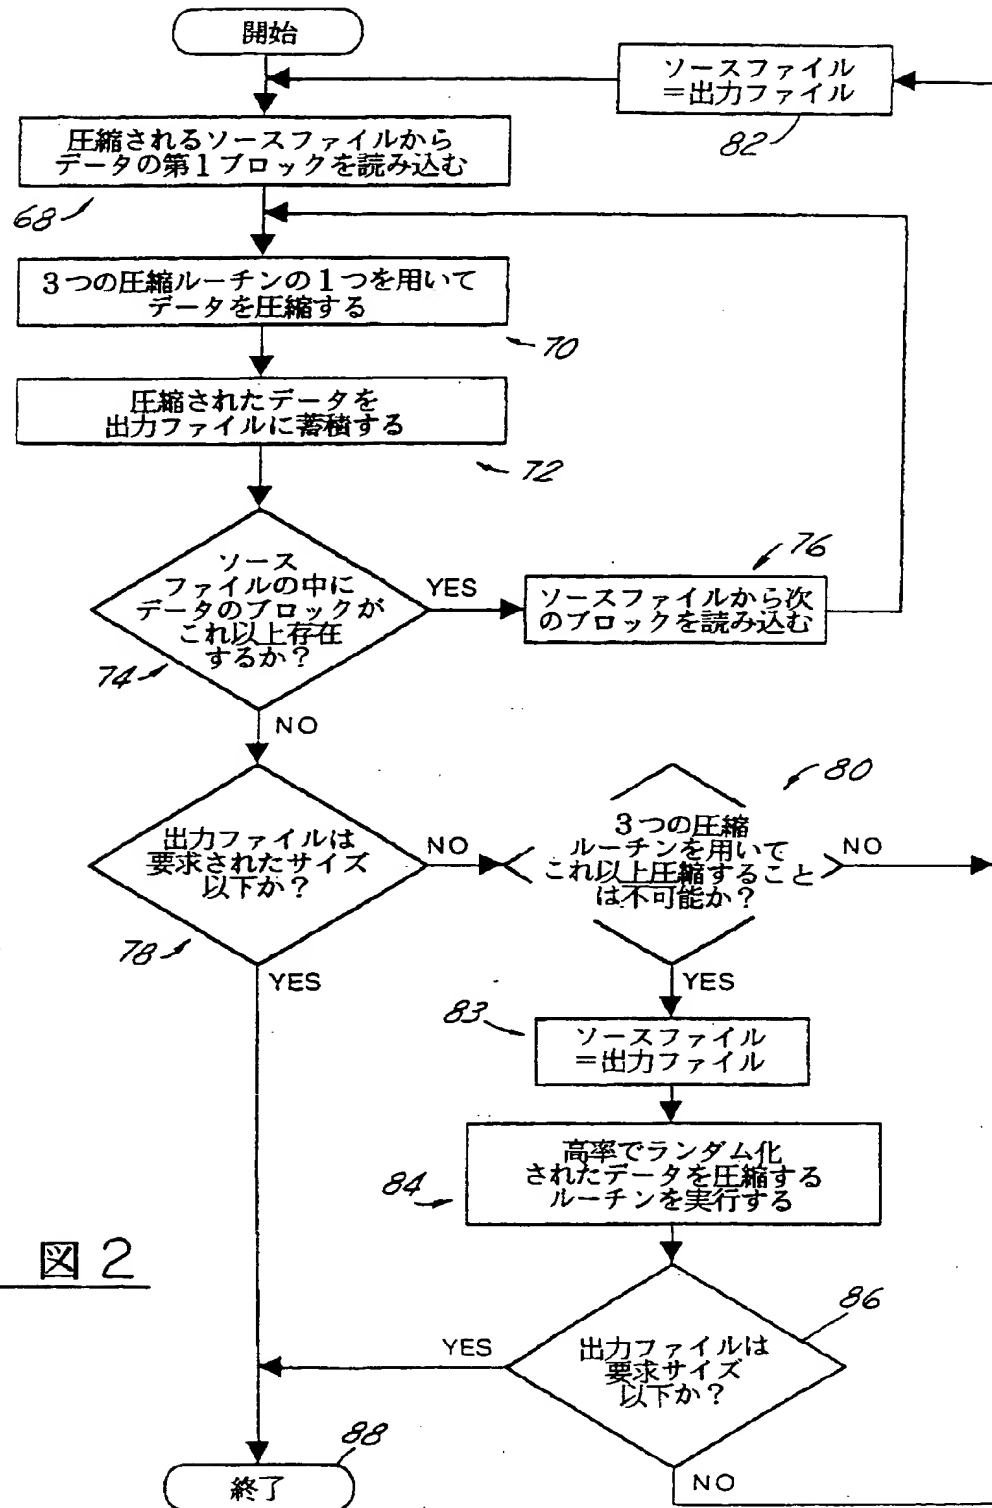 開始
ソースファイル
＝出力ファイル
82
圧縮されるソースファイルから
データの第１ブロックを読み込む
68
３つの圧縮ルーチンの１つを用いて
データを圧縮する
70
圧縮されたデータを
出力ファイルに蓄積する
72
ソース
ファイルの中に
データのブロックが
これ以上存在
するか？
74
YES
76
ソースファイルから次
のブロックを読み込む
NO
出力ファイルは
要求されたサイズ
以下か？
78
NO
80
３つの圧縮
ルーチンを用いて
これ以上圧縮すること
は不可能か？
NO
YES
YES
83
ソースファイル
＝出力ファイル
84
高率でランダム化
されたデータを圧縮する
ルーチンを実行する
図２
86
出力ファイルは
要求サイズ
以下か？
YES
NO
88
終了